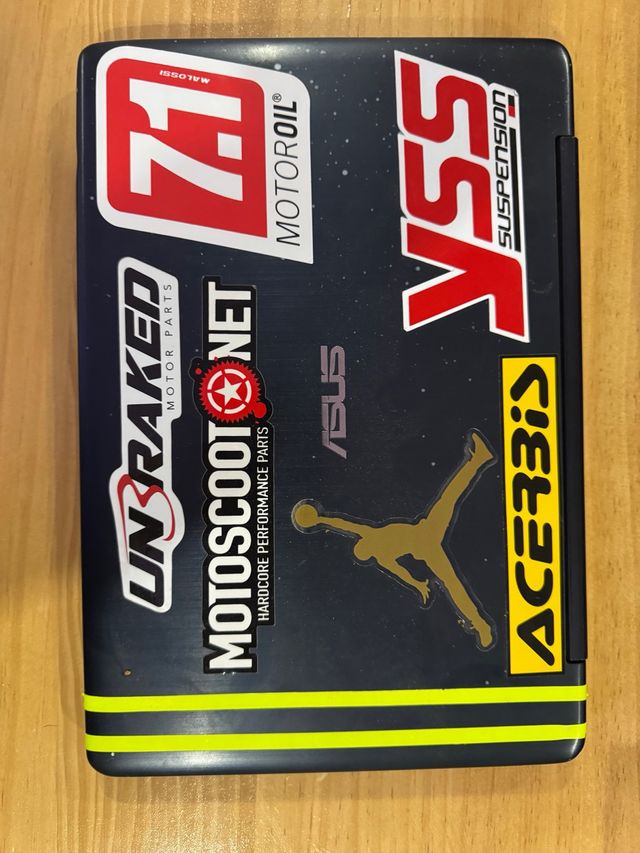 UNBRAKED
MOTOR PARTS
MALOSSI
7.1
MOTOROIL®
MOTOSCOOT.NET
HARDCORE PERFORMANCE PARTS
ASUS
YSS
SUSPENSION
ACERBIS